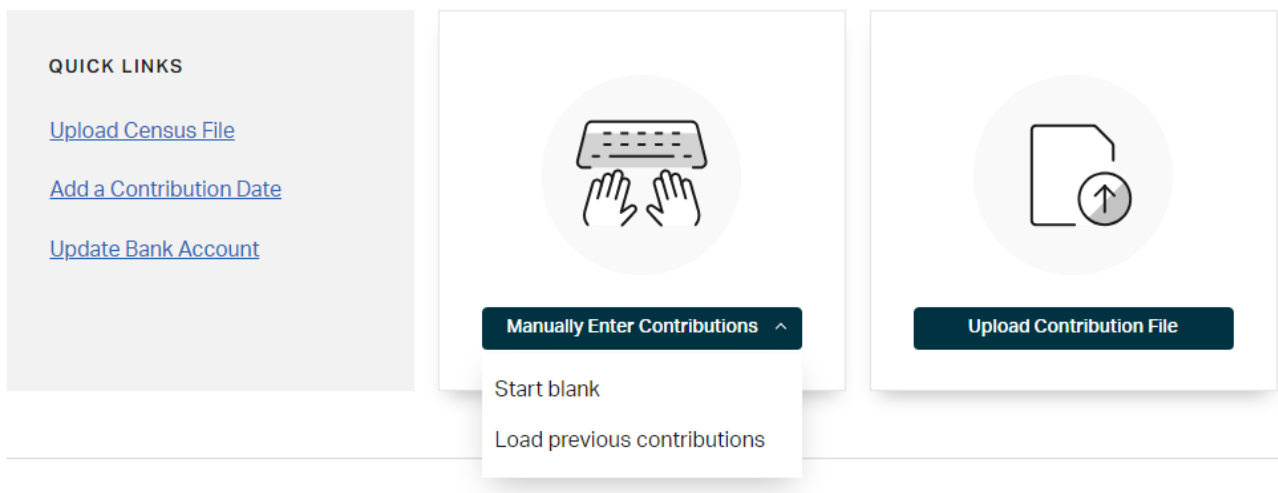 QUICK LINKS
Upload Census File
Add a Contribution Date
Update Bank Account
Manually Enter Contributions
Start blank
Load previous contributions
Upload Contribution File